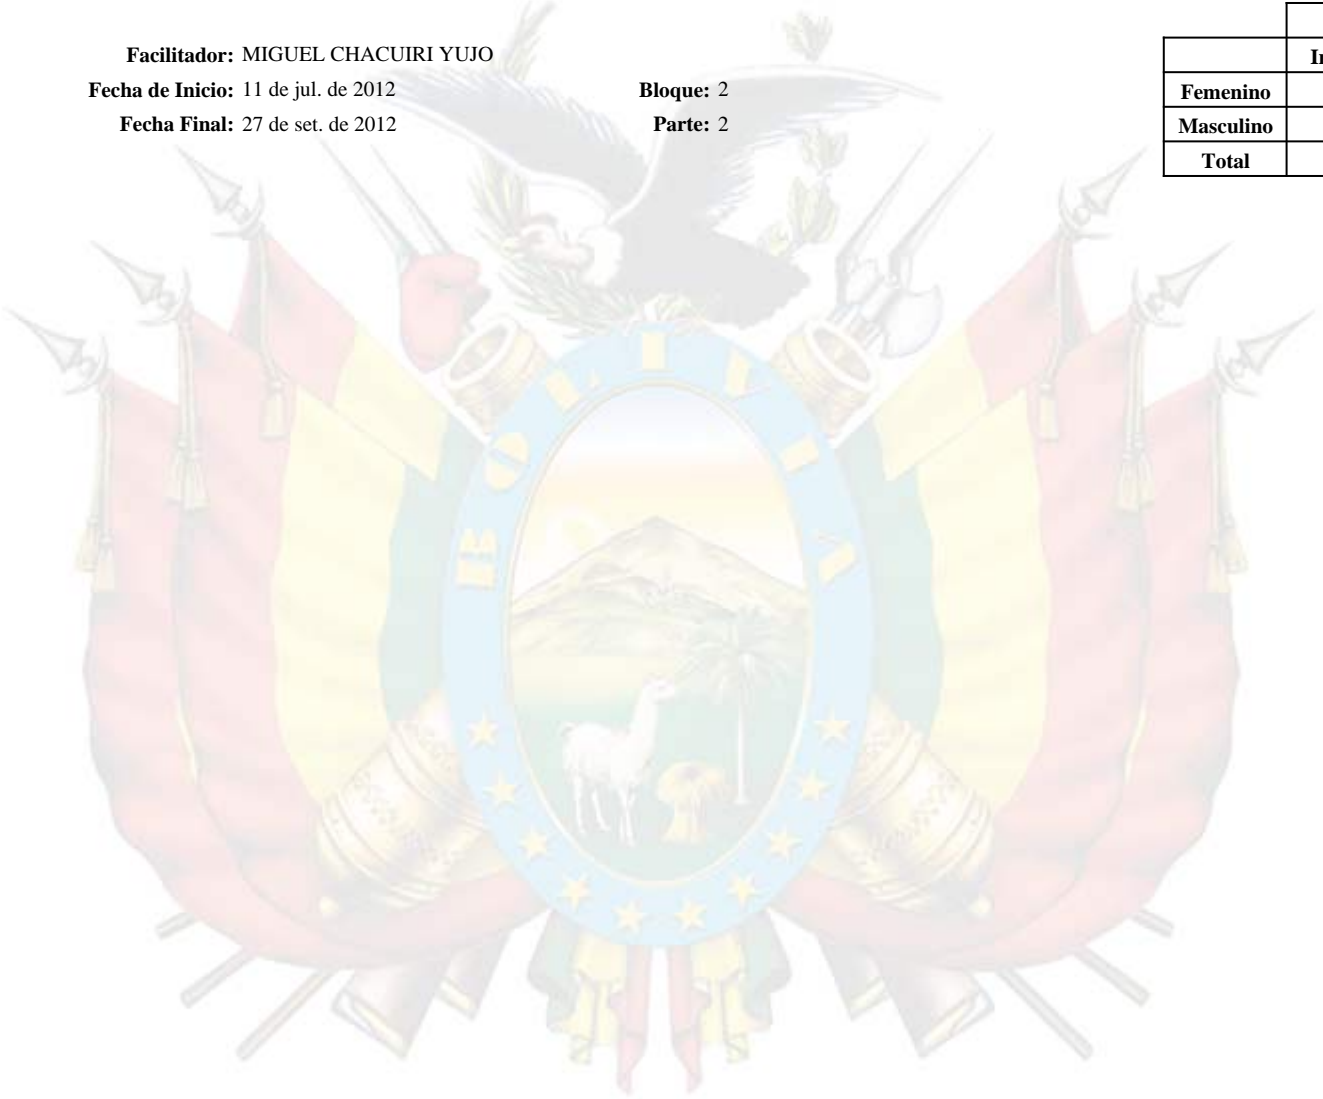 Facilitador: MIGUEL CHACUIRI YUJO
Fecha de Inicio: 11 de jul. de 2012 Bloque: 2
Fecha Final: 27 de set. de 2012 Parte: 2
Femenino
Masculino
Total
BOLIVIA